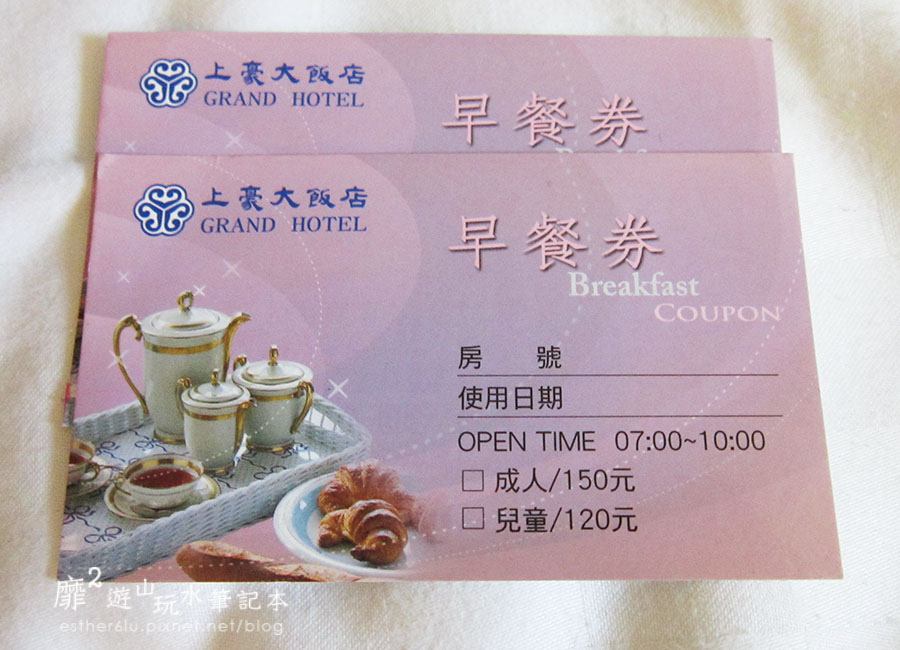 上豪大飯店
GRAND HOTEL
早餐券
上豪大飯店
GRAND HOTEL
早餐券
Breakfast
COUPON
房 號
使用日期
OPEN TIME 07:00~10:00
□ 成人/150元
□ 兒童/120元
靡²遊山玩水筆記本
esther61u.pixnet.net/blog